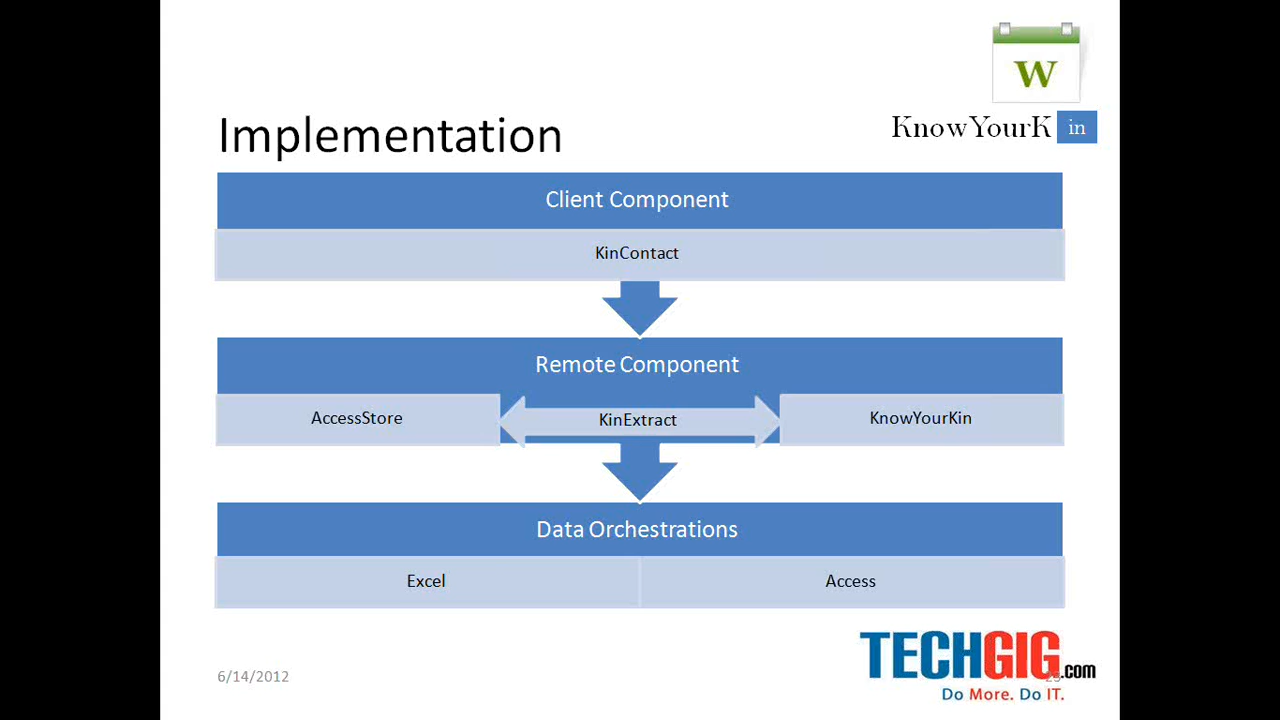 W
KnowYourK in
Implementation
Client Component
KinContact
Remote Component
AccessStore
KinExtract
KnowYourKin
Data Orchestrations
Excel
Access
6/14/2012
TECHGIG.com
Do More. Do IT.